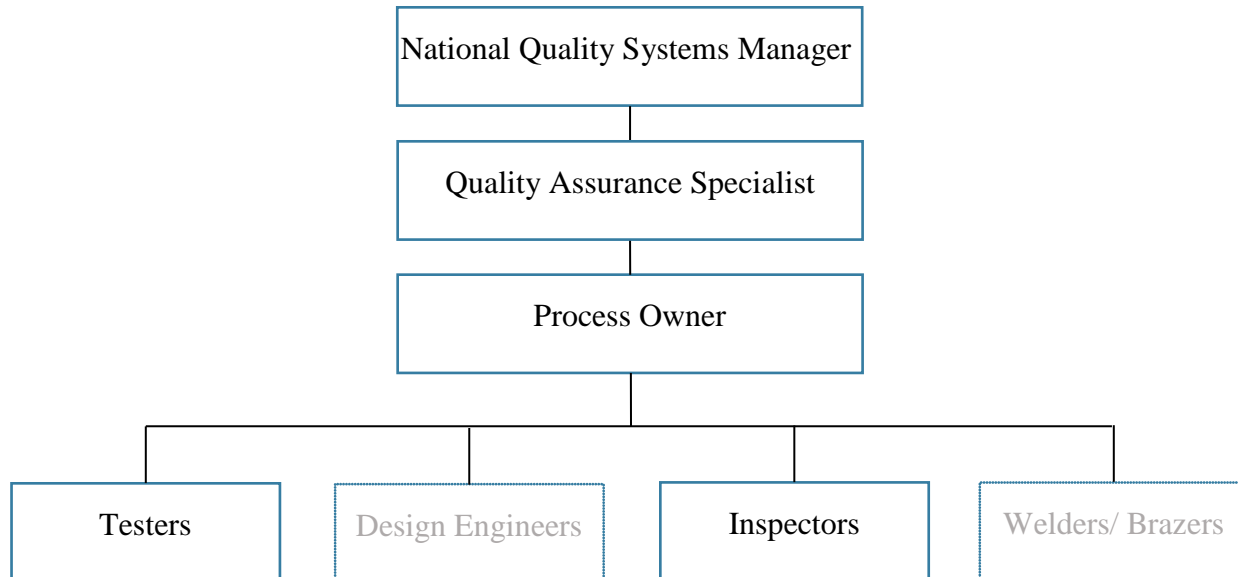 National Quality Systems Manager
Quality Assurance Specialist
Process Owner
Testers
Design Engineers
Inspectors
Welders/ Brazers